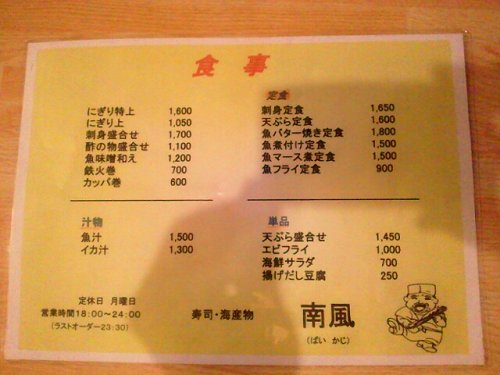 食事
にぎり特上 1,600
にぎり上 1,050
刺身盛合せ 1,700
酢の物盛合せ 1,100
魚味噌和え 1,200
鉄火巻 700
カッパ巻 600
定食
刺身定食 1,650
天ぷら定食 1,600
魚バター焼き定食 1,800
魚煮付け定食 1,500
魚マース煮定食 1,500
魚フライ定食 900
汁物
魚汁 1,500
イカ汁 1,300
単品
天ぷら盛合せ 1,450
エビフライ 1,000
海鮮サラダ 700
揚げだし豆腐 250
定休日 月曜日
営業時間18:00～24:00
(ラストオーダー23:30)
寿司・海産物
南風
(ぱい かじ)